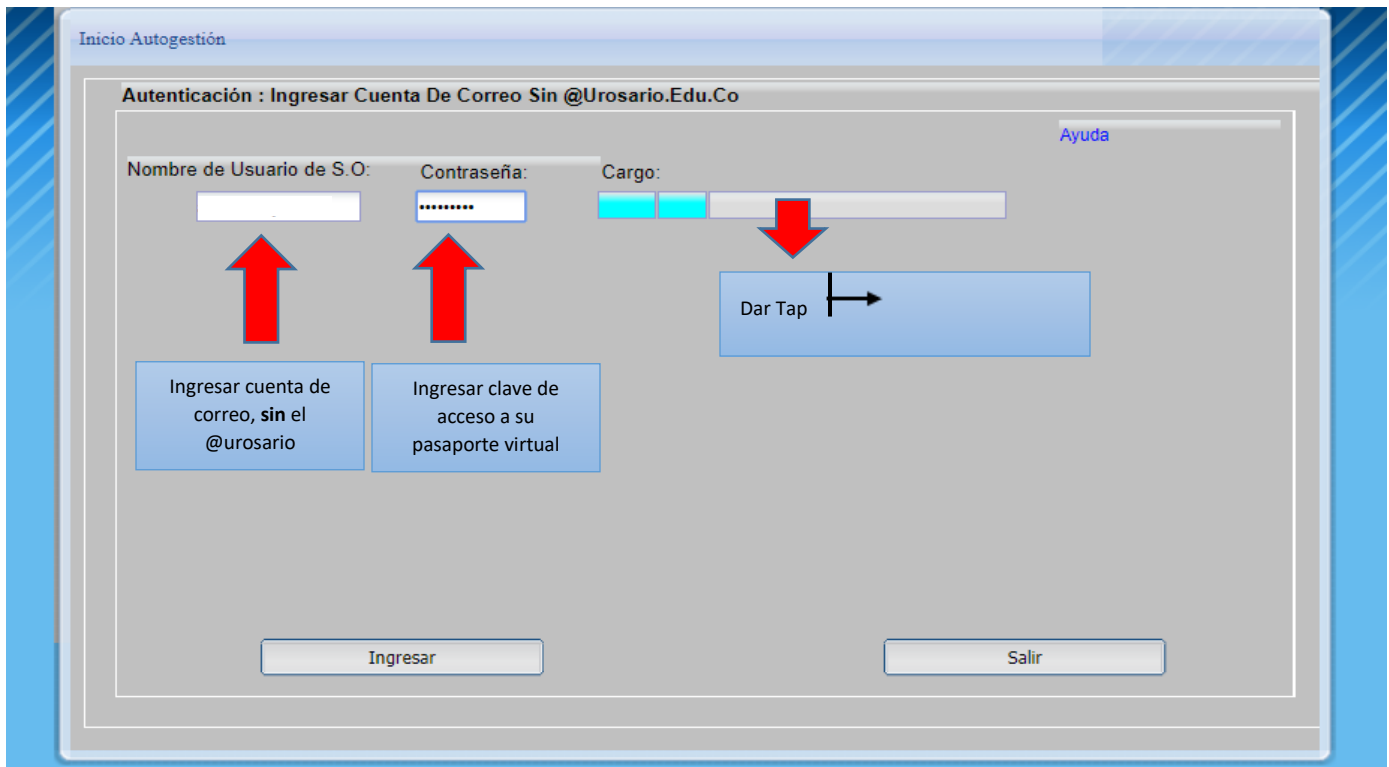 Inicio Autogestión
Autenticación : Ingresar Cuenta De Correo Sin @Urosario.Edu.Co
Ayuda
Nombre de Usuario de S.O:
Contraseña:
Cargo:
•••••••••
Dar Tap
Ingresar cuenta de
correo, sin el
@urosario
Ingresar clave de
acceso a su
pasaporte virtual
Ingresar
Salir